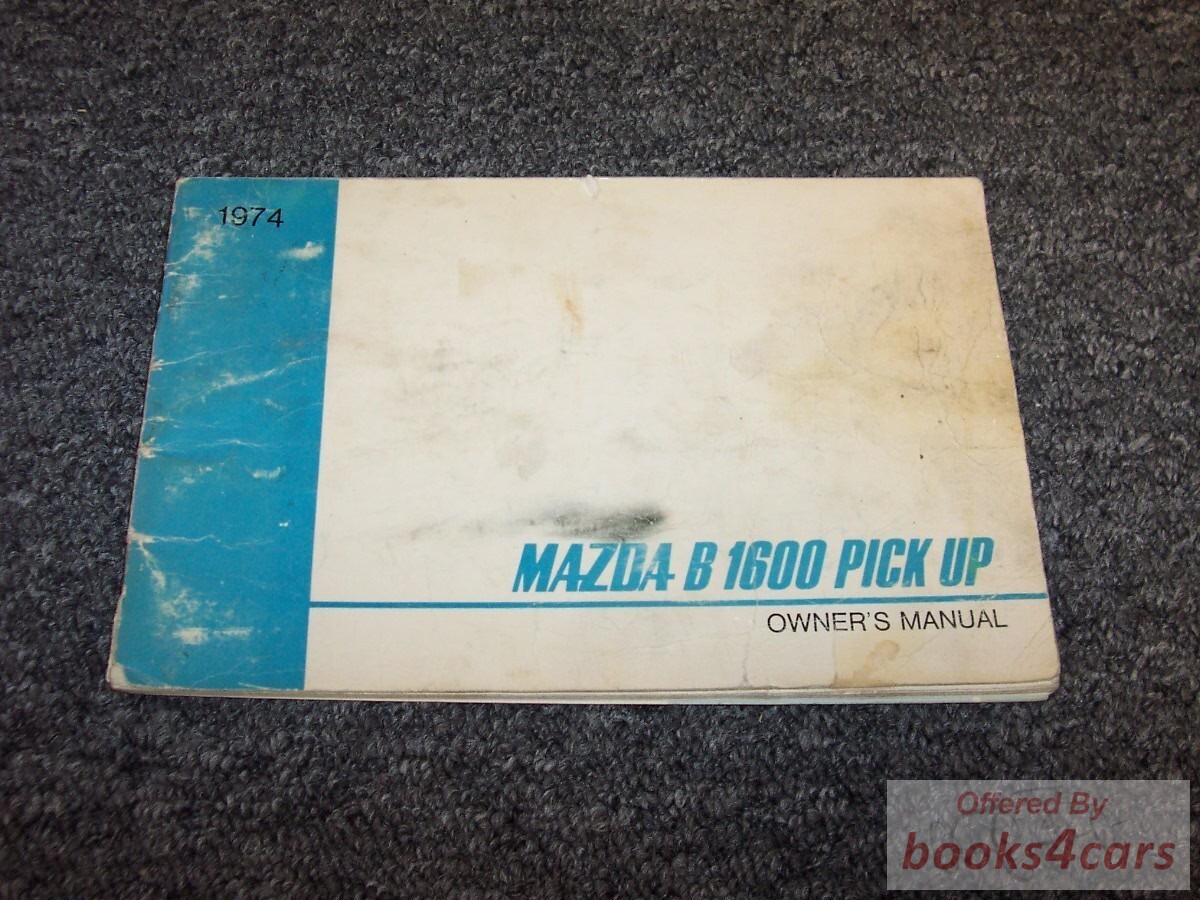 1974
MAZDA B 1600 PICK UP
OWNER'S MANUAL
Offered By
books4cars